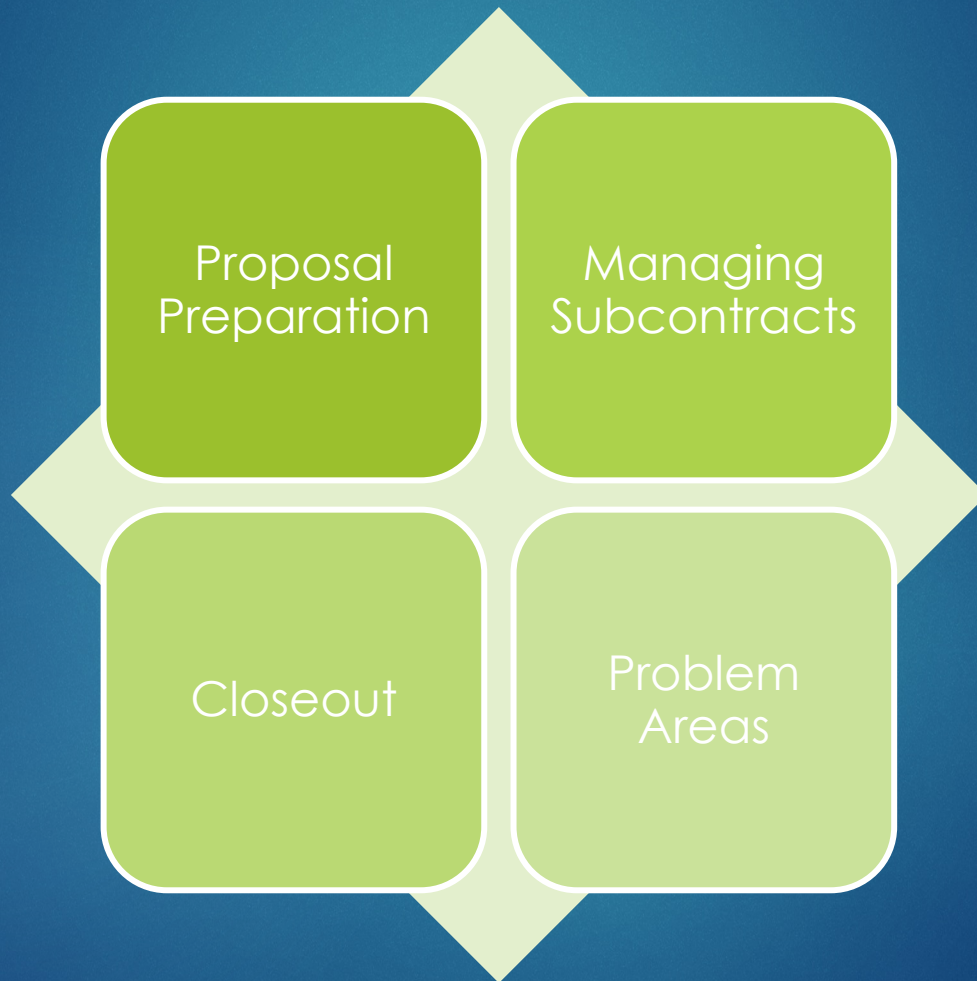 Proposal
Preparation
Managing
Subcontracts
Closeout
Problem
Areas